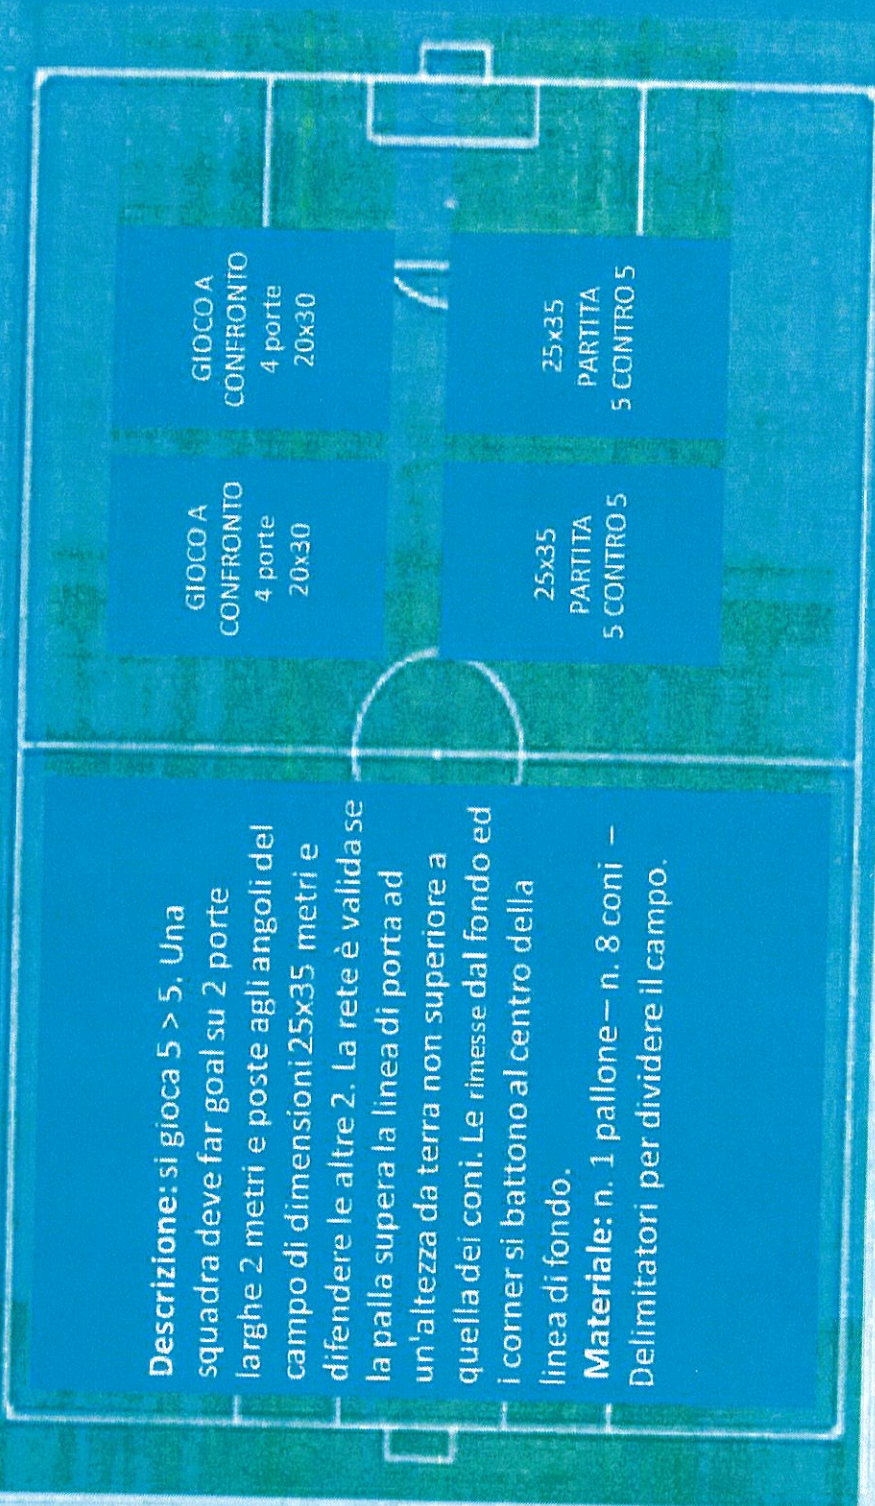 Descrizione: si gioca 5 > 5. Una
squadra deve far goal su 2 porte
larghe 2 metri e poste agli angoli del
campo di dimensioni 25x35 metri e
difendere le altre 2. La rete è valida se
la palla supera la linea di porta ad
un'altezza da terra non superiore a
quella dei coni. Le rimesse dal fondo ed
i corner si battono al centro della
linea di fondo.
Materiale: n. 1 pallone – n. 8 coni –
Delimitatori per dividere il campo.
GIOCO A
CONFRONTO
4 porte
20x30
GIOCO A
CONFRONTO
4 porte
20x30
25x35
PARTITA
5 CONTRO 5
25x35
PARTITA
5 CONTRO 5